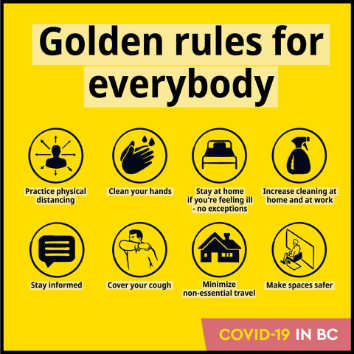 Golden rules for
everybody
Practice physical
distancing
Clean your hands
Stay at home
if you're feeling ill
- no exceptions
Increase cleaning at
home and at work
Stay informed
Cover your cough
Minimize
non-essential travel
Make spaces safer
COVID-19 IN BC